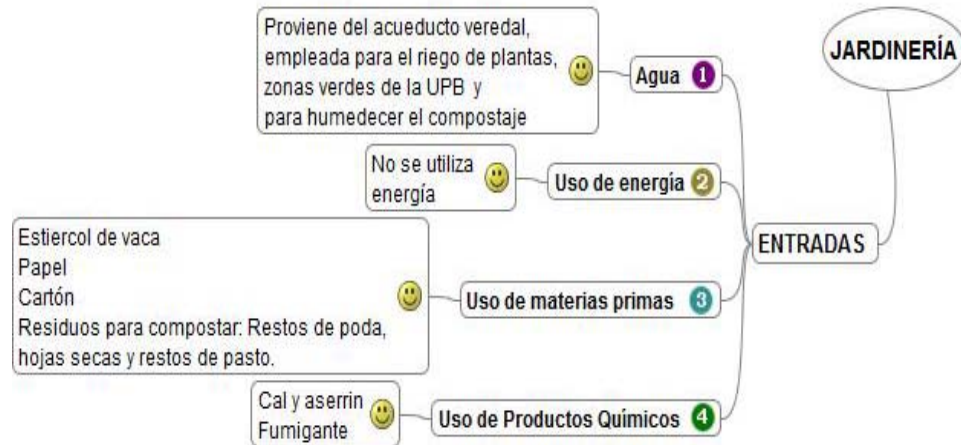 JARDINERÍA
ENTRADAS
Agua 1
Proviene del acueducto veredal,
empleada para el riego de plantas,
zonas verdes de la UPB y
para humedecer el compostaje
Uso de energía 2
No se utiliza
energía
Uso de materias primas 3
Estiercol de vaca
Papel
Cartón
Residuos para compostar: Restos de poda,
hojas secas y restos de pasto.
Uso de Productos Químicos 4
Cal y aserrin
Fumigante